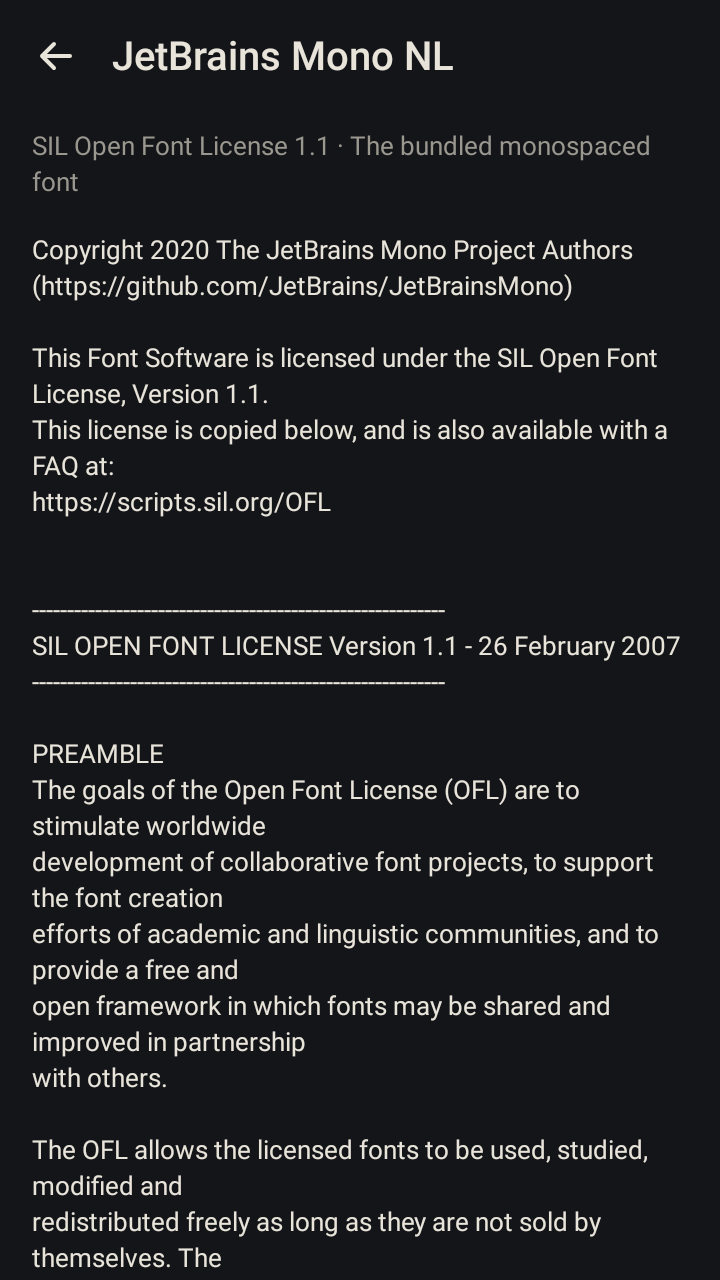 JetBrains Mono NL
SIL Open Font License 1.1 · The bundled monospaced
font
Copyright 2020 The JetBrains Mono Project Authors
(https://github.com/JetBrains/JetBrainsMono)
This Font Software is licensed under the SIL Open Font
License, Version 1.1.
This license is copied below, and is also available with a
FAQ at:
https://scripts.sil.org/OFL
-----------------------------------------------------------
SIL OPEN FONT LICENSE Version 1.1 - 26 February 2007
-----------------------------------------------------------
PREAMBLE
The goals of the Open Font License (OFL) are to
stimulate worldwide
development of collaborative font projects, to support
the font creation
efforts of academic and linguistic communities, and to
provide a free and
open framework in which fonts may be shared and
improved in partnership
with others.
The OFL allows the licensed fonts to be used, studied,
modified and
redistributed freely as long as they are not sold by
themselves. The